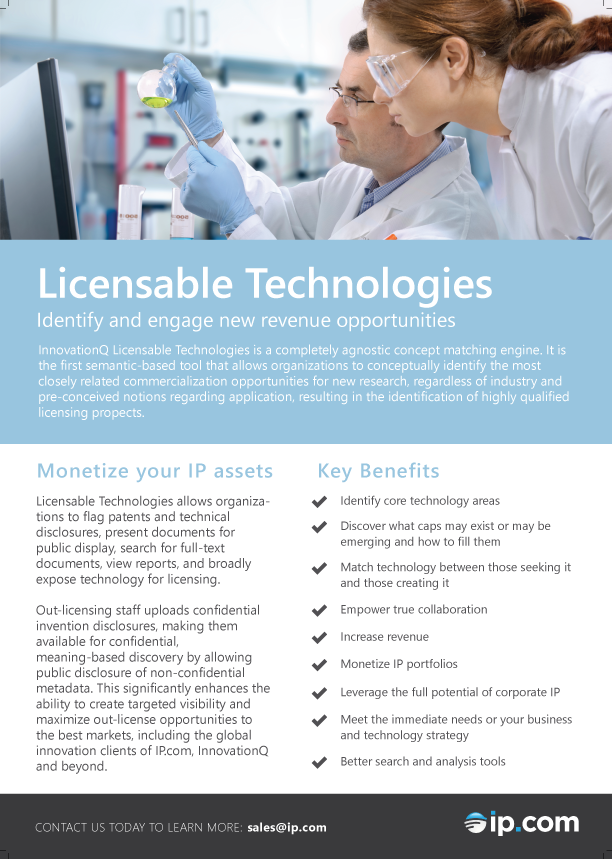 Licensable Technologies
Identify and engage new revenue opportunities
InnovationQ Licensable Technologies is a completely agnostic concept matching engine. It is
the first semantic-based tool that allows organizations to conceptually identify the most
closely related commercialization opportunities for new research, regardless of industry and
pre-conceived notions regarding application, resulting in the identification of highly qualified
licensing propects.
Monetize your IP assets
Licensable Technologies allows organiza-
tions to flag patents and technical
disclosures, present documents for
public display, search for full-text
documents, view reports, and broadly
expose technology for licensing.
Out-licensing staff uploads confidential
invention disclosures, making them
available for confidential,
meaning-based discovery by allowing
public disclosure of non-confidential
metadata. This significantly enhances the
ability to create targeted visibility and
maximize out-license opportunities to
the best markets, including the global
innovation clients of IP.com, InnovationQ
and beyond.
Key Benefits
Identify core technology areas
Discover what caps may exist or may be
emerging and how to fill them
Match technology between those seeking it
and those creating it
Empower true collaboration
Increase revenue
Monetize IP portfolios
Leverage the full potential of corporate IP
Meet the immediate needs or your business
and technology strategy
Better search and analysis tools
CONTACT US TODAY TO LEARN MORE: sales@ip.com
ip.com